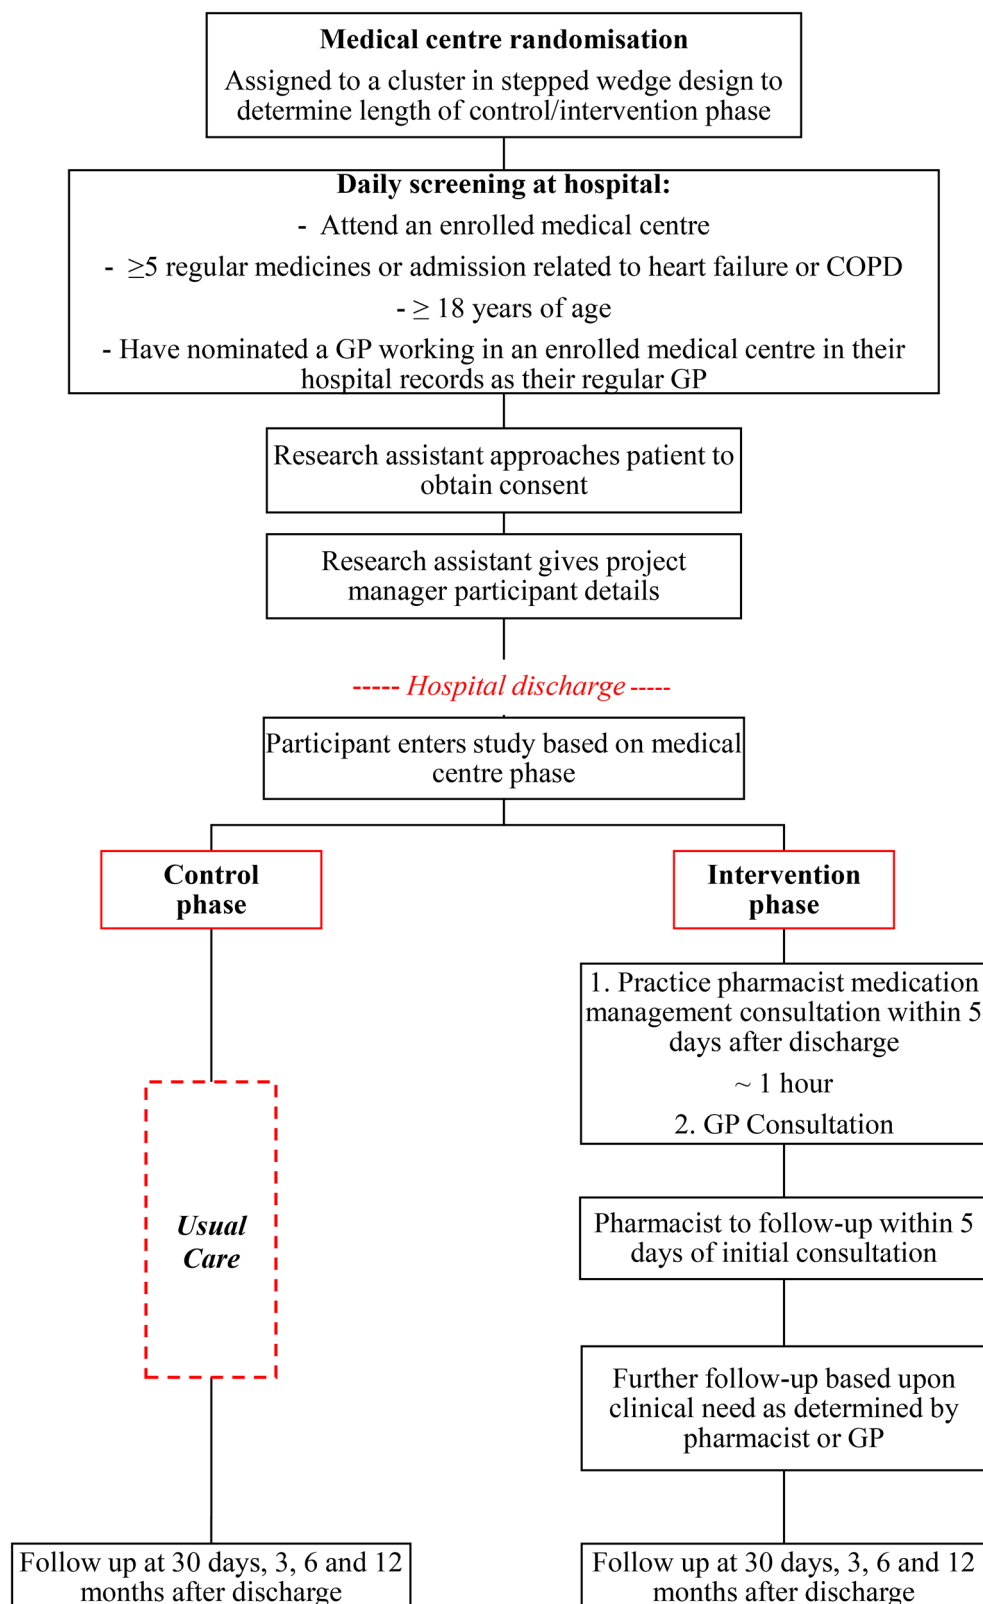 Medical centre randomisation
Assigned to a cluster in stepped wedge design to
determine length of control/intervention phase
Daily screening at hospital:
- Attend an enrolled medical centre
- ≥5 regular medicines or admission related to heart failure or COPD
- ≥ 18 years of age
- Have nominated a GP working in an enrolled medical centre in their
hospital records as their regular GP
Research assistant approaches patient to
obtain consent
Research assistant gives project
manager participant details
----- Hospital discharge -----
Participant enters study based on medical
centre phase
Control
phase
Usual
Care
Follow up at 30 days, 3, 6 and 12
months after discharge
Intervention
phase
1. Practice pharmacist medication
management consultation within 5
days after discharge
~ 1 hour
2. GP Consultation
Pharmacist to follow-up within 5
days of initial consultation
Further follow-up based upon
clinical need as determined by
pharmacist or GP
Follow up at 30 days, 3, 6 and 12
months after discharge